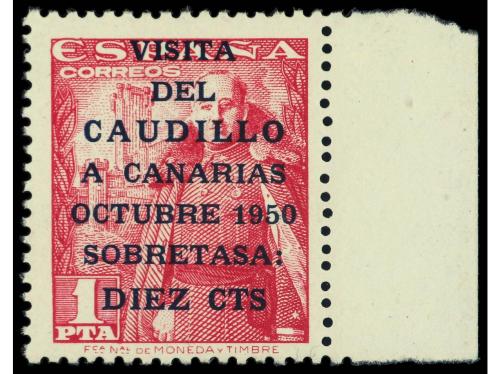 ESPAÑA
CORREOS
VISITA
DEL
CAUDILLO
A CANARIAS
OCTUBRE 1950
SOBRETASA:
DIEZ CTS
1
PTA
Fcª Nal DE MONEDA Y TIMBRE